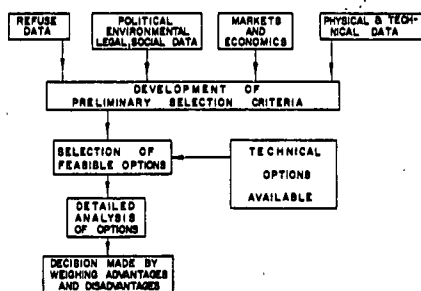 REFUSE
DATA
POLITICAL
ENVIRONMENTAL
LEGAL, SOCIAL DATA
MARKETS
AND
ECONOMICS
PHYSICAL & TECH-
NICAL DATA
DEVELOPMENT OF
PRELIMINARY SELECTION CRITERIA
SELECTION OF
FEASIBLE OPTIONS
TECHNICAL
OPTIONS
AVAILABLE
DETAILED
ANALYSIS
OF OPTIONS
DECISION MADE BY
WEIGHING ADVANTAGES
AND DISADVANTAGES